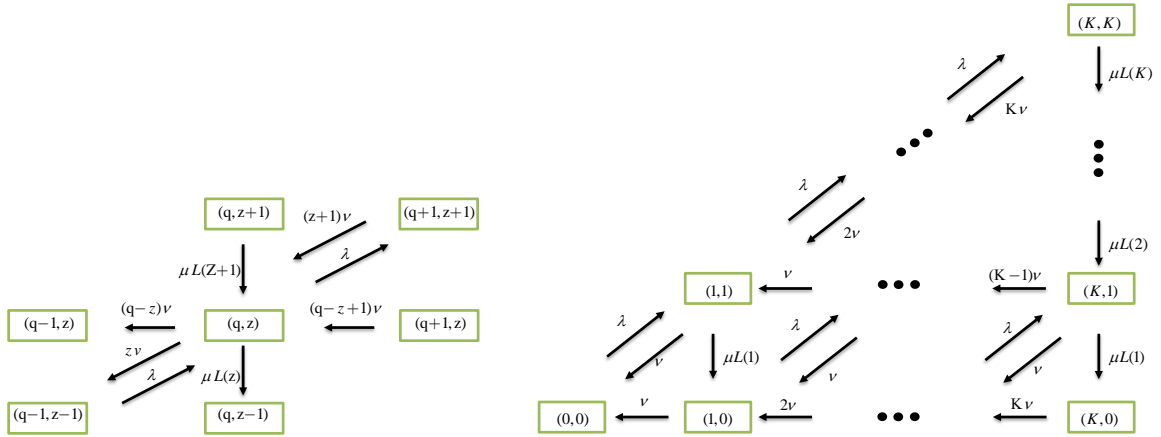 (q,z+1)
(z+1)ν
(q+1,z+1)
μL(Z+1)
λ
(q−z)ν
(q−z+1)ν
(q−1,z)
(q,z)
(q+1,z)
zν
λ
μL(z)
(q−1,z−1)
(q,z−1)
(K,K)
λ
μL(K)
Kν
λ
2ν
μL(2)
(1,1)
ν
(K−1)ν
(K,1)
λ
ν
μL(1)
λ
ν
λ
ν
μL(1)
(0,0)
ν
(1,0)
2ν
Kν
(K,0)